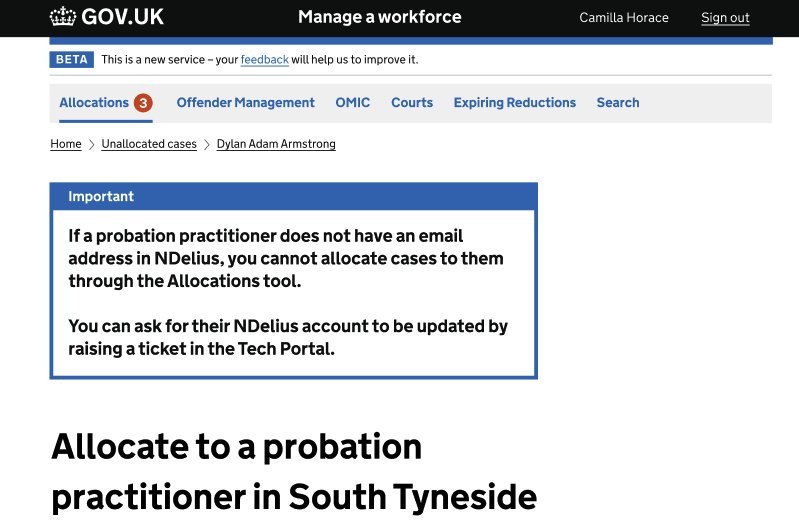 GOV.UK
Manage a workforce
Camilla Horace
Sign out
BETA This is a new service – your feedback will help us to improve it.
Allocations 3 Offender Management OMIC Courts Expiring Reductions Search
Home > Unallocated cases > Dylan Adam Armstrong
Important
If a probation practitioner does not have an email
address in NDelius, you cannot allocate cases to them
through the Allocations tool.
You can ask for their NDelius account to be updated by
raising a ticket in the Tech Portal.
Allocate to a probation
practitioner in South Tyneside